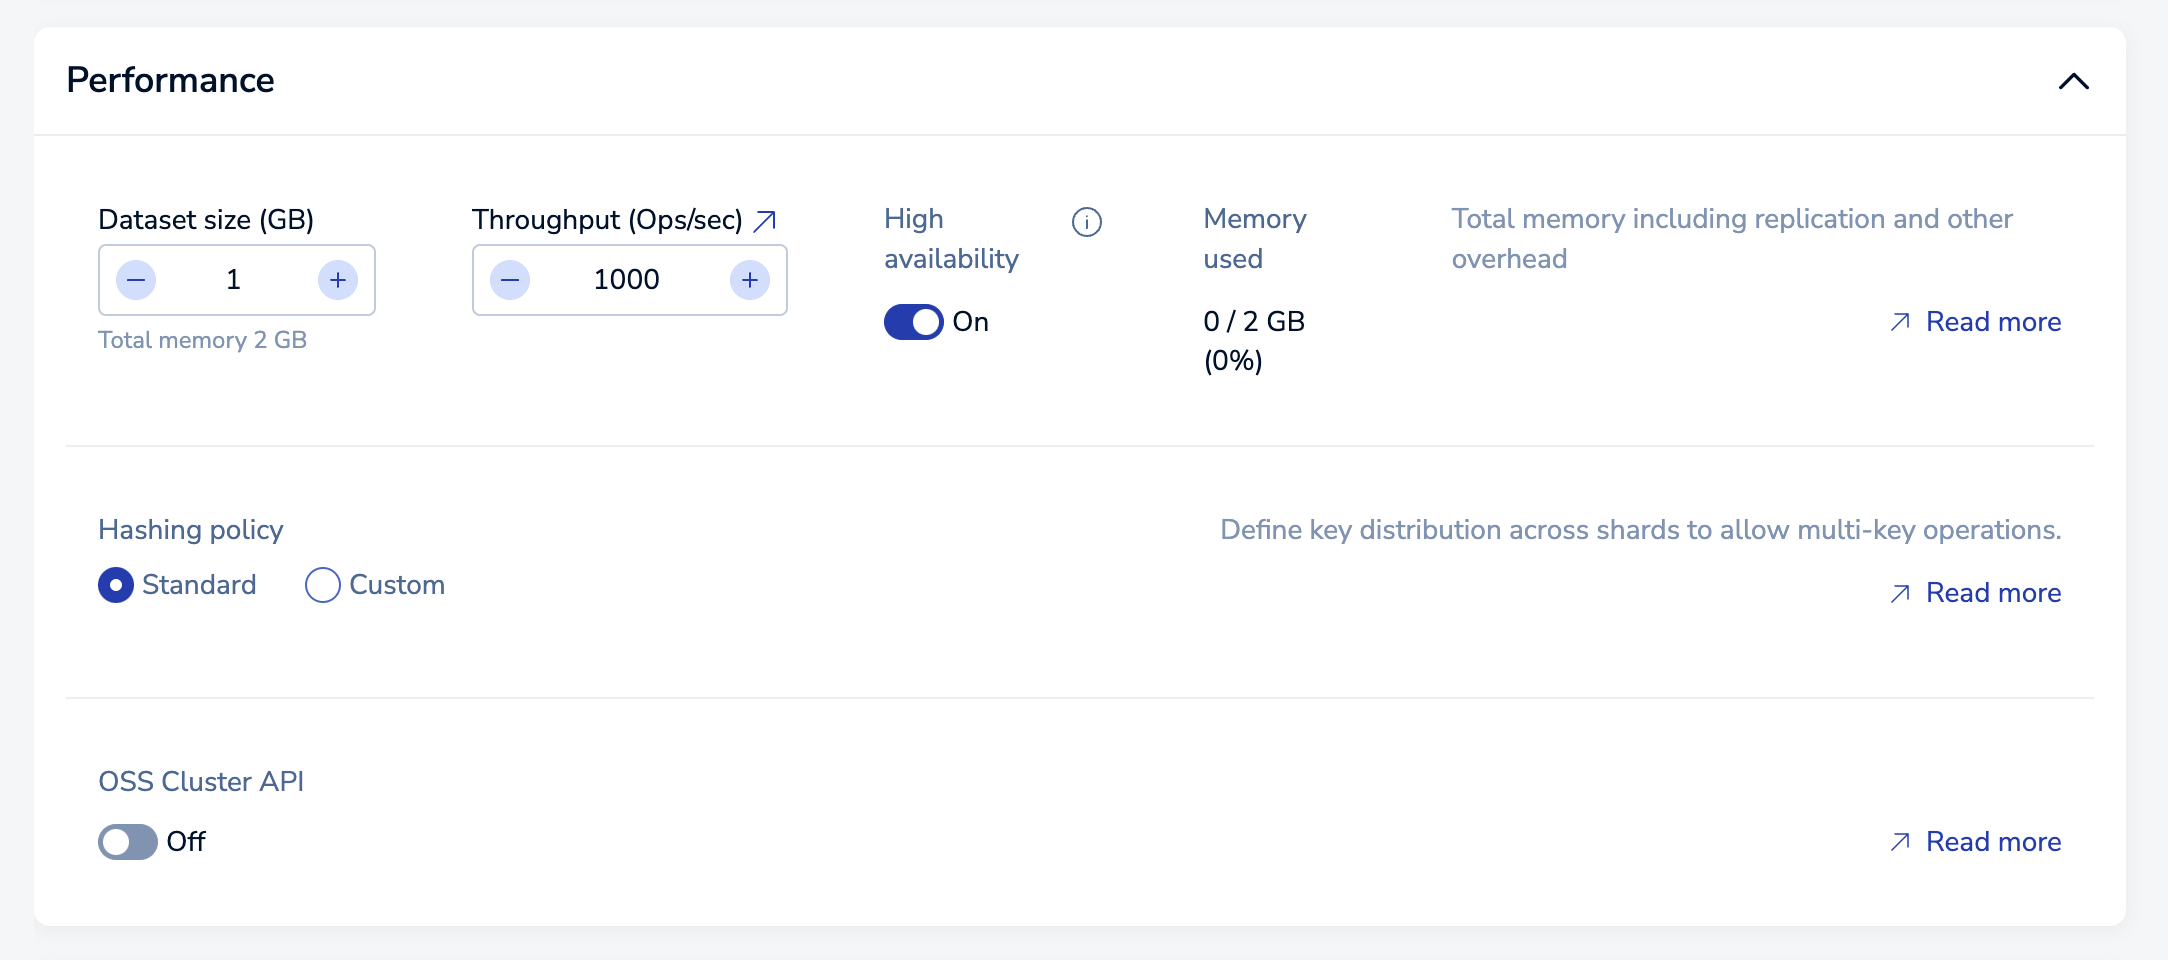 Performance
Dataset size (GB)
1
Total memory 2 GB
Throughput (Ops/sec)
1000
High
availability
On
Memory
used
0 / 2 GB
(0%)
Total memory including replication and other
overhead
Read more
Hashing policy
Standard
Custom
Define key distribution across shards to allow multi-key operations.
Read more
OSS Cluster API
Off
Read more